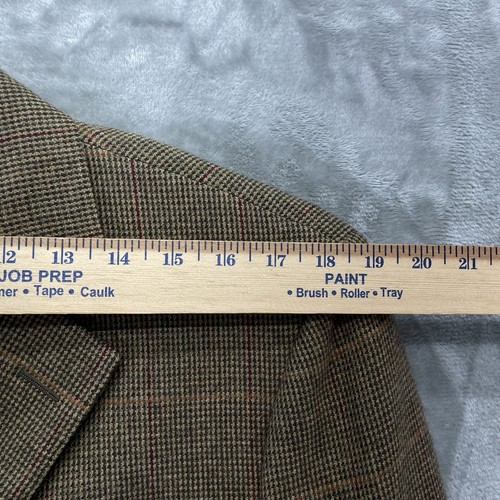 12 13 14 15 16 17 18 19 20 21
JOB PREP PAINT
ner • Tape • Caulk • Brush • Roller • Tray